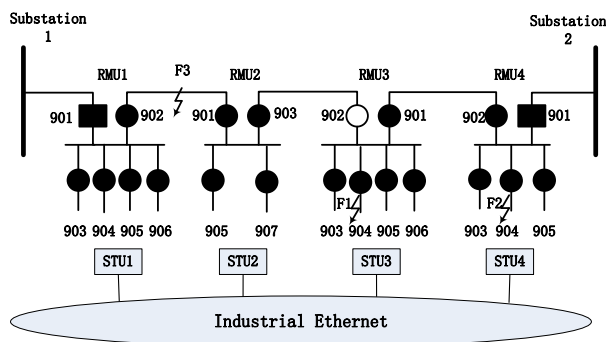 Substation
1
Substation
2
RMU1
F3
RMU2
RMU3
RMU4
901
902
901
903
902
901
902
901
F1
F2
903 904 905 906
905 907
903 904 905 906
903 904 905
STU1
STU2
STU3
STU4
Industrial Ethernet